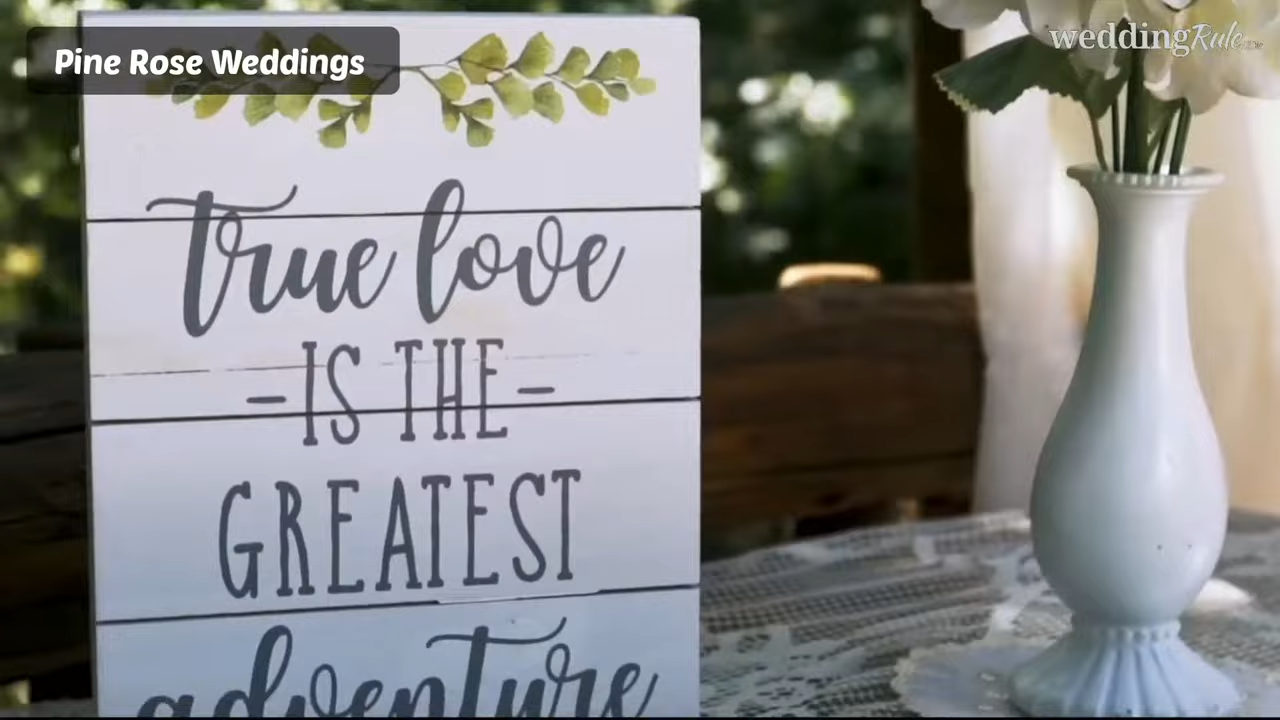 Pine Rose Weddings
weddingRule
true love
-IS THE-
GREATEST
adventure